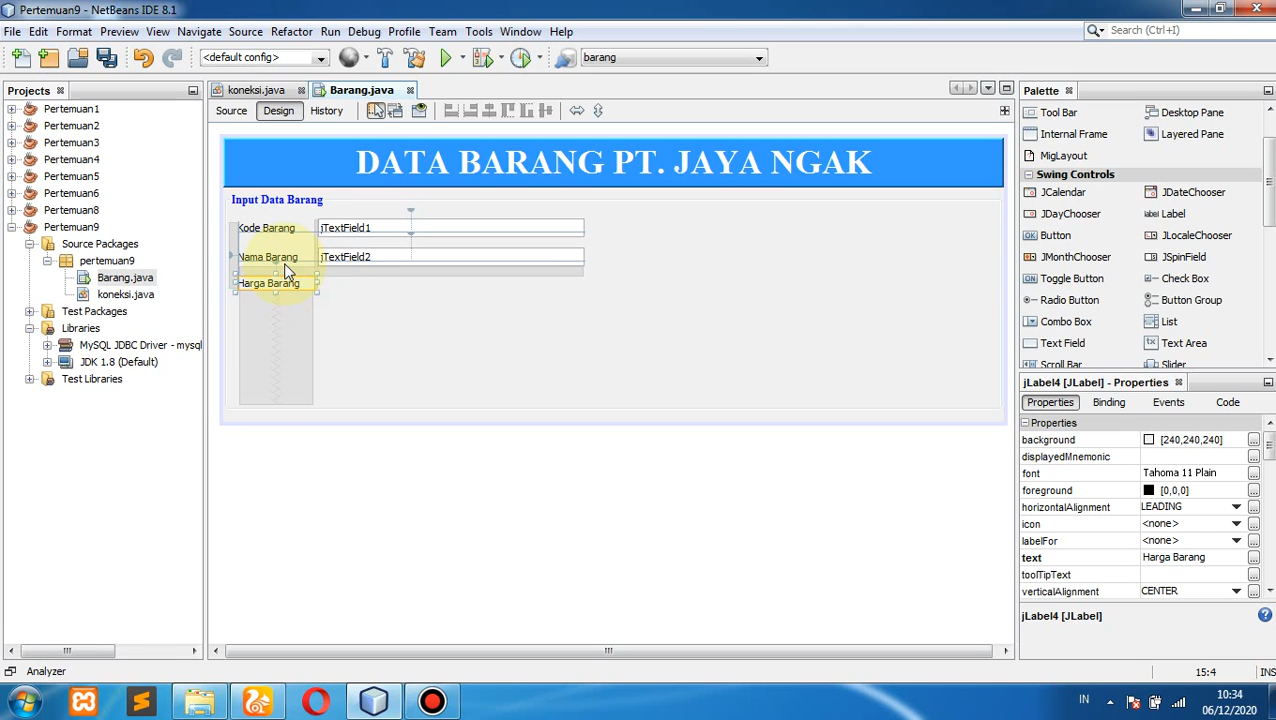 Pertemuan9 - NetBeans IDE 8.1
File Edit Format Preview View Navigate Source Refactor Run Debug Profile Team Tools Window Help
Search (Ctrl+I)
<default config>
barang
Projects
koneksi.java
Barang.java
Palette
Source Design History
Pertemuan1
Pertemuan2
Pertemuan3
Pertemuan4
Pertemuan5
Pertemuan6
Pertemuan8
Pertemuan9
Source Packages
pertemuan9
Barang.java
koneksi.java
Test Packages
Libraries
MySQL JDBC Driver - mysql
JDK 1.8 (Default)
Test Libraries
DATA BARANG PT. JAYA NGAK
Input Data Barang
Kode Barang jTextField1
Nama Barang jTextField2
Harga Barang
Tool Bar Desktop Pane
Internal Frame Layered Pane
MigLayout
Swing Controls
JCalendar JDateChooser
JDayChooser Label
Button JLocaleChooser
JMonthChooser JSpinField
Toggle Button JYearChooser
Radio Button Button Group
Combo Box List
Text Field Text Area
Scroll Bar Slider
jLabel4 [JLabel] - Properties
Properties Binding Events Code
Properties
background [240,240,240]
displayedMnemonic
font Tahoma 11 Plain
foreground [0,0,0]
horizontalAlignment LEADING
icon <none>
labelFor <none>
text Harga Barang
toolTipText
verticalAlignment CENTER
jLabel4 [JLabel]
Analyzer
15:4 INS
IN
10:34
06/12/2020